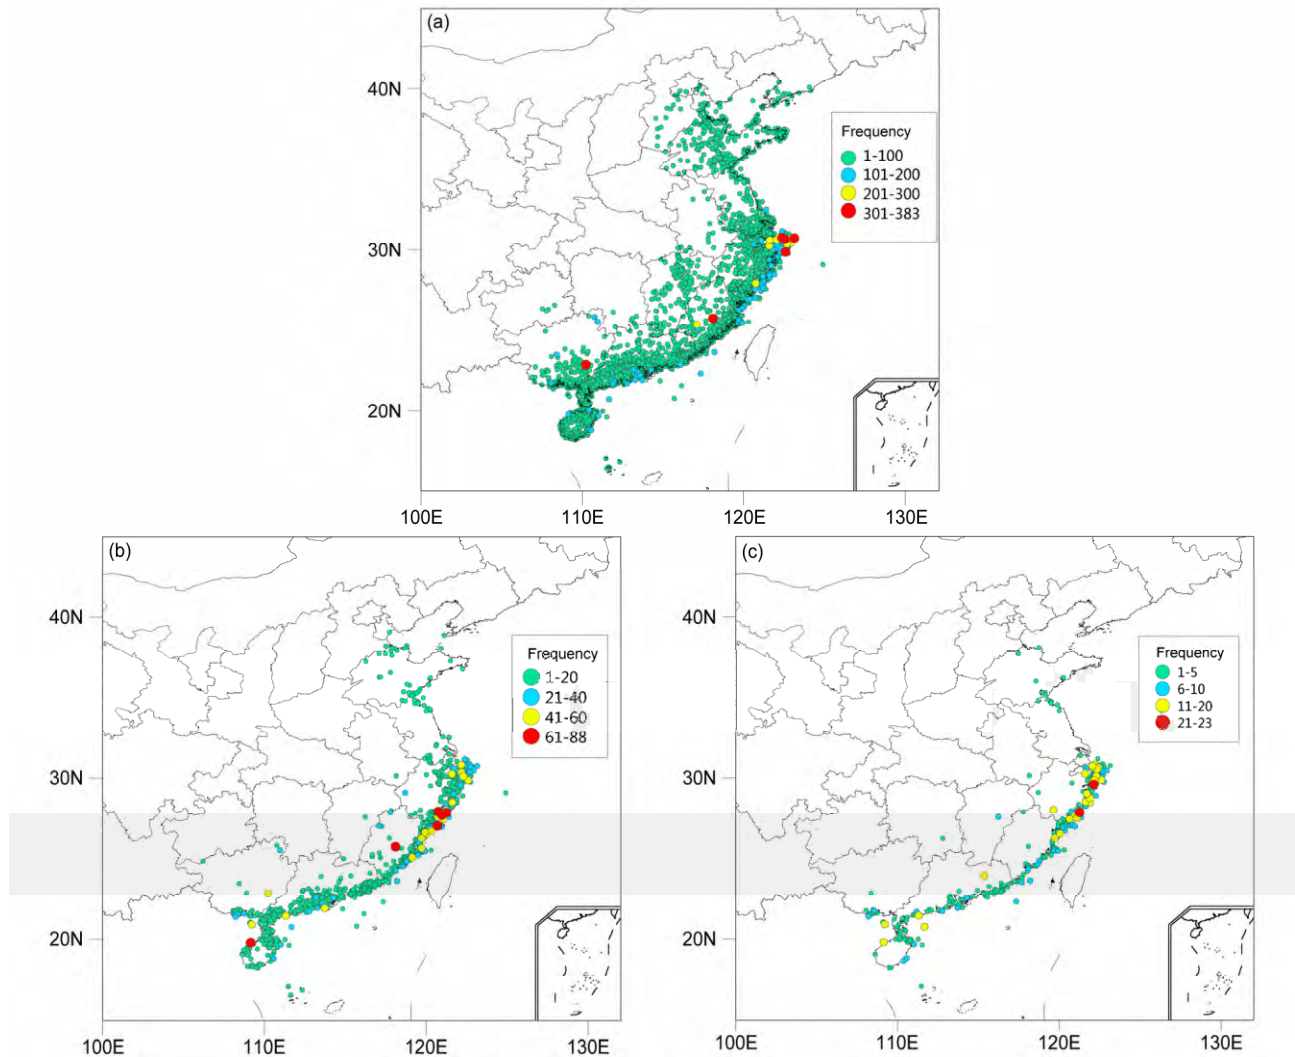 (a)
40N
30N
20N
100E 110E 120E 130E
Frequency
1-100
101-200
201-300
301-383
(b)
40N
30N
20N
100E 110E 120E 130E
Frequency
1-20
21-40
41-60
61-88
(c)
40N
30N
20N
100E 110E 120E 130E
Frequency
1-5
6-10
11-20
21-23